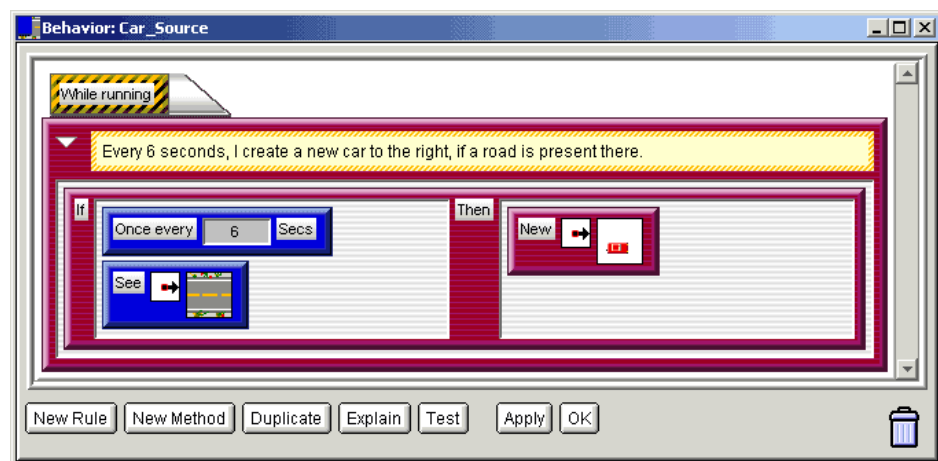 Behavior: Car_Source
While running
Every 6 seconds, I create a new car to the right, if a road is present there.
If
Once every 6 Secs
See
Then
New
New Rule New Method Duplicate Explain Test Apply OK